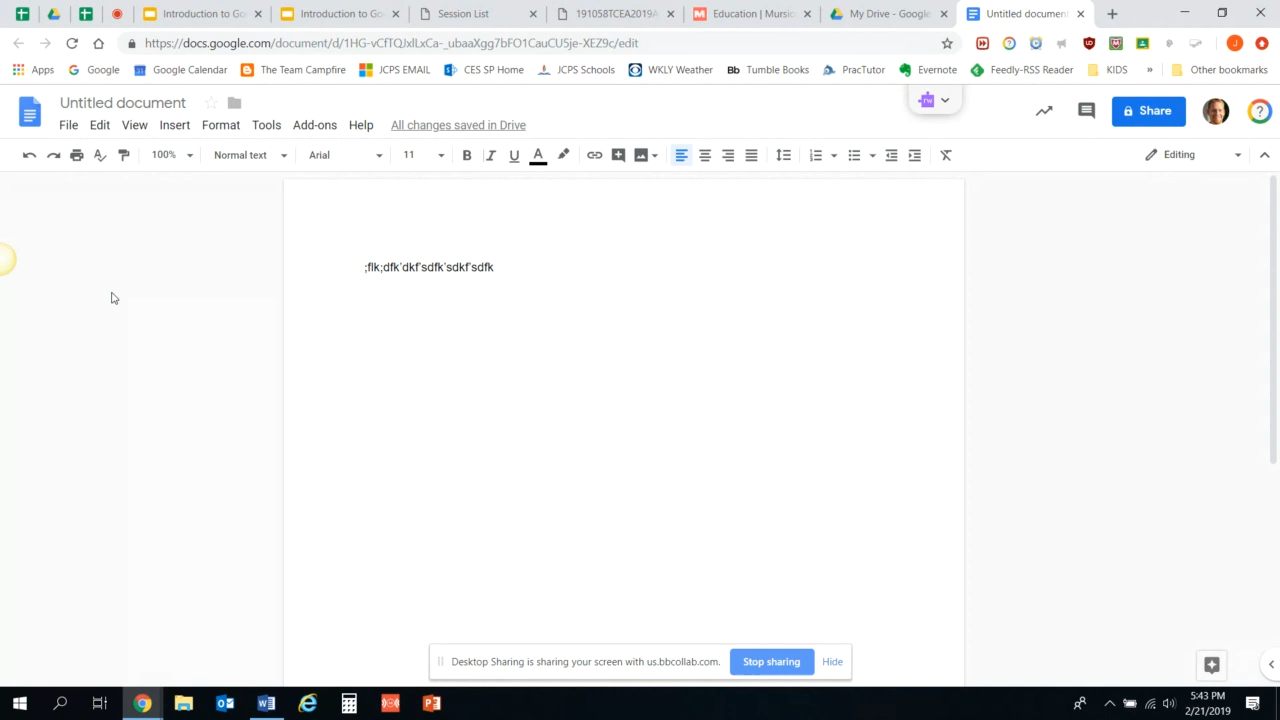 Introduction to Go
Introduction to Go
Session List
191058TCEA2019A
Education | Mursio
My Drive - Google
Untitled document
https://docs.google.com/document/d/1HG-vCfTQJxlLxCa-_ubaaXgg7bFO1CauCU5je-XEZ9c/edit
Apps
Google
Google Calendar
The Team Campfire
JCPS EMAIL
CES SP Home
JCPS Schools
WKLY Weather
Bb Tumble Books
PracTutor
Evernote
Feedly-RSS Reader
KIDS
»
Other bookmarks
Untitled document
rw
Share
File Edit View Insert Format Tools Add-ons Help All changes saved in Drive
100% Normal text Arial 11 B I U A Editing
;flk;dfk'dkf'sdfk'sdkf'sdfk
Desktop Sharing is sharing your screen with us.bbcollab.com. Stop sharing Hide
5:43 PM
2/21/2019